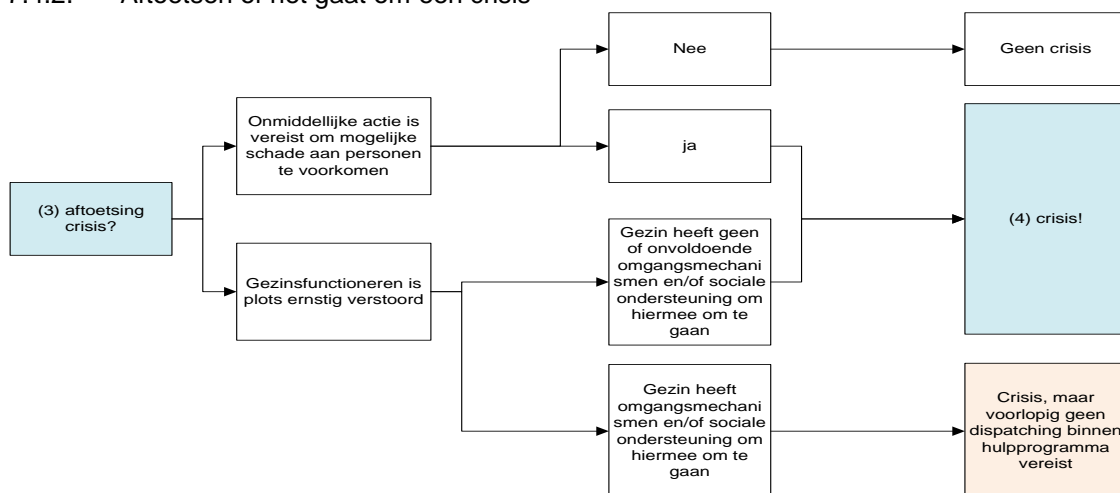 7.4.2. Aftoetsen of het gaat om een crisis
Nee
Geen crisis
Onmiddellijke actie is
vereist om mogelijke
schade aan personen
te voorkomen
ja
(3) aftoetsing
crisis?
(4) crisis!
Gezinsfunctioneren is
plots ernstig verstoord
Gezin heeft geen
of onvoldoende
omgangsmechani
smen en/of sociale
ondersteuning om
hiermee om te
gaan
Gezin heeft
omgangsmechani
smen en/of sociale
ondersteuning om
hiermee om te
gaan
Crisis, maar
voorlopig geen
dispatching binnen
hulpprogramma
vereist